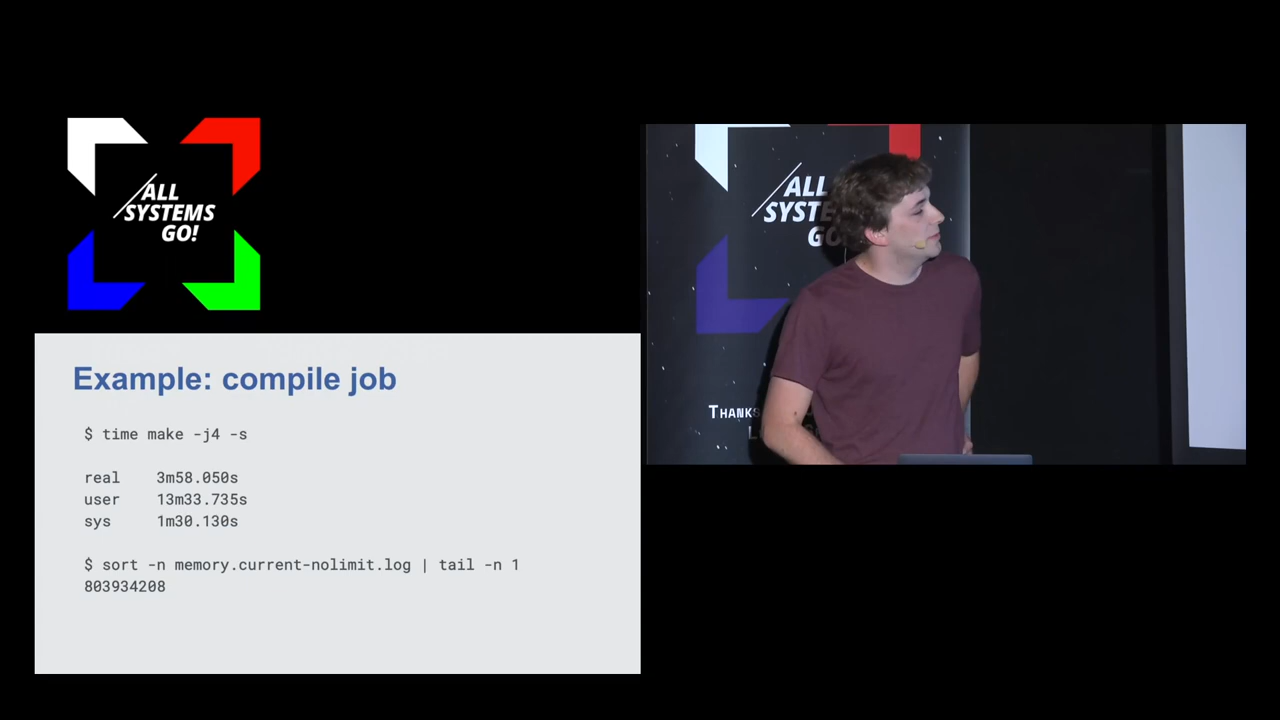 /ALL
SYSTEMS
GO!
Example: compile job
$ time make -j4 -s
real 3m58.050s
user 13m33.735s
sys 1m30.130s
$ sort -n memory.current-nolimit.log | tail -n 1
803934208
/ALL
SYSTE
GO
THANKS